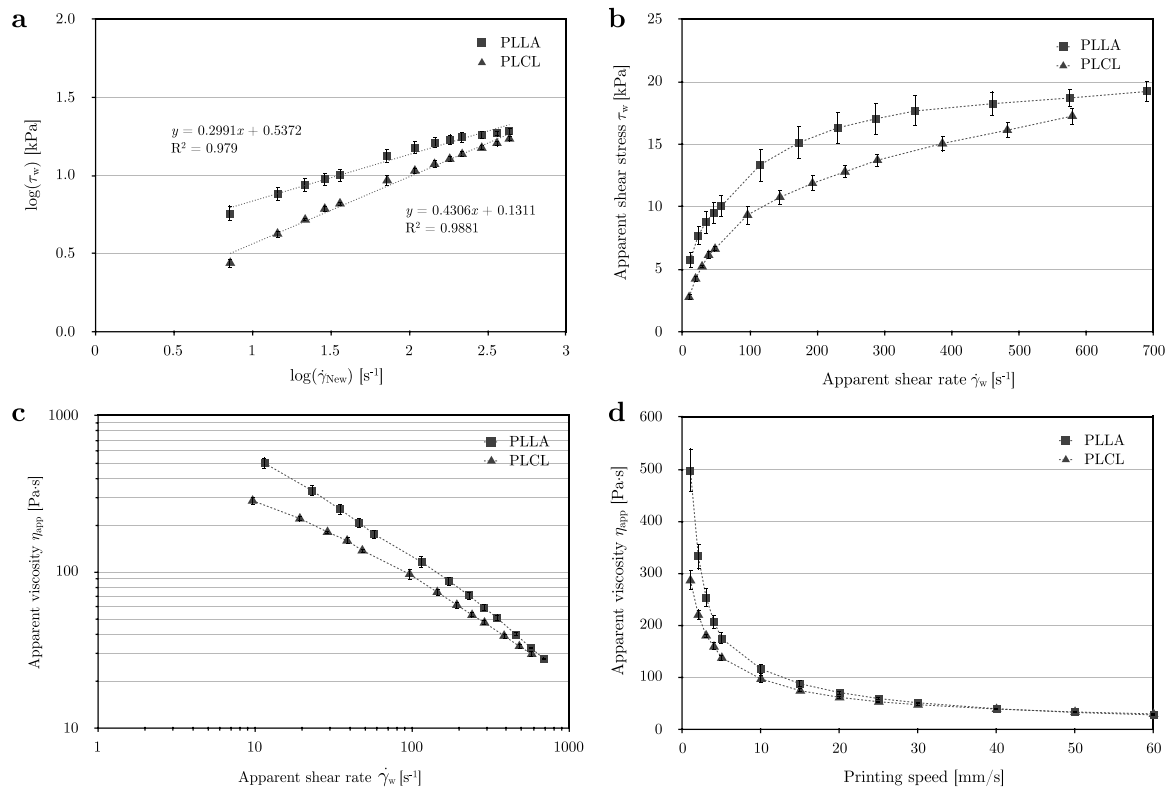 a
2.0
1.5
1.0
0.5
0.0
log(τw) [kPa]
PLLA
PLCL
y = 0.2991x + 0.5372
R² = 0.979
y = 0.4306x + 0.1311
R² = 0.9881
0 0.5 1 1.5 2 2.5 3
log(γ̇New) [s-1]
b
25
20
15
10
5
0
Apparent shear stress τw [kPa]
PLLA
PLCL
0 100 200 300 400 500 600 700
Apparent shear rate γ̇w [s-1]
c
1000
100
10
Apparent viscosity ηapp [Pa·s]
PLLA
PLCL
1 10 100 1000
Apparent shear rate γ̇w [s-1]
d
600
500
400
300
200
100
0
Apparent viscosity ηapp [Pa·s]
PLLA
PLCL
0 10 20 30 40 50 60
Printing speed [mm/s]